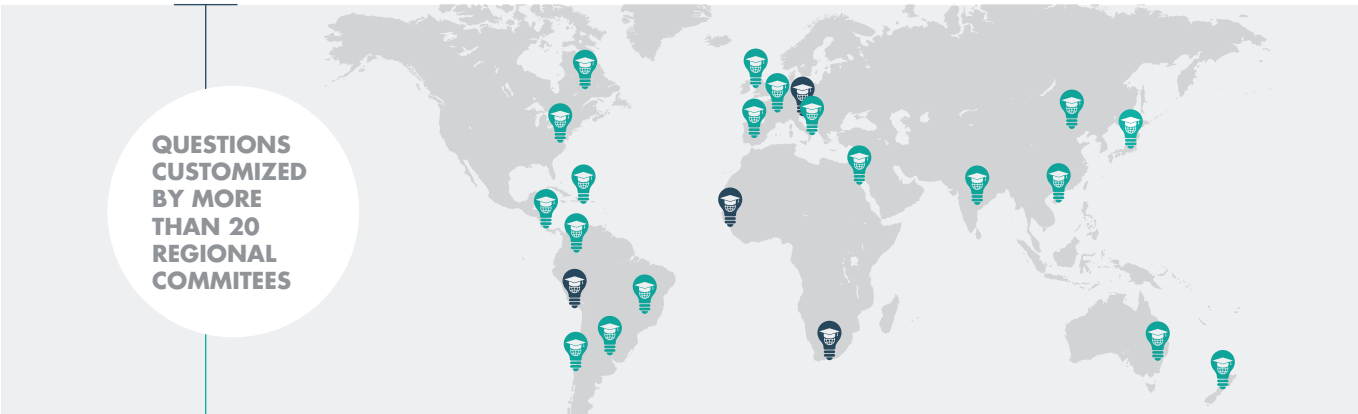 QUESTIONS
CUSTOMIZED
BY MORE
THAN 20
REGIONAL
COMMITEES